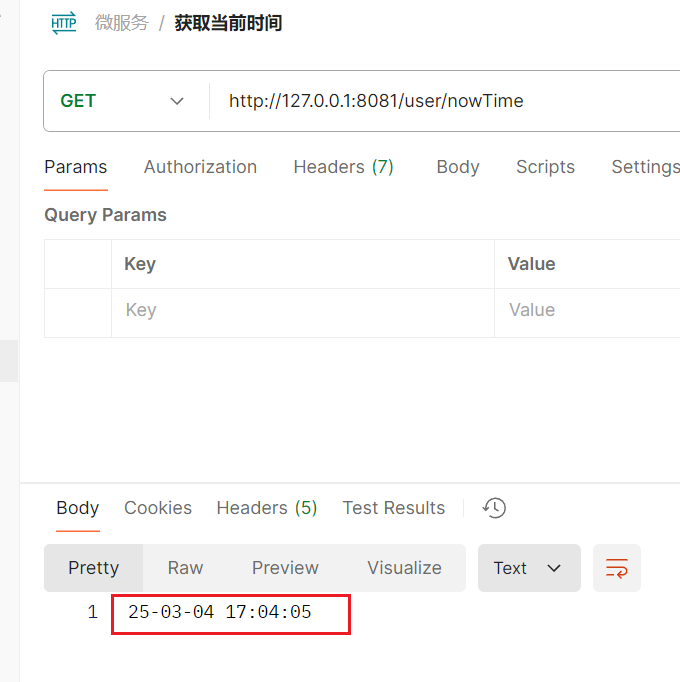 HTTP 微服务 / 获取当前时间
GET http://127.0.0.1:8081/user/nowTime
Params Authorization Headers (7) Body Scripts Settings
Query Params
Key Value
Key Value
Body Cookies Headers (5) Test Results
Pretty Raw Preview Visualize Text
1 25-03-04 17:04:05